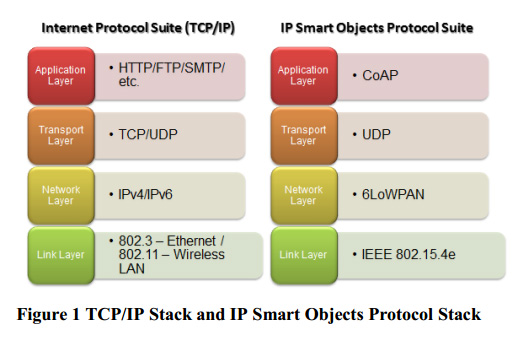 Internet Protocol Suite (TCP/IP)
Application
Layer
• HTTP/FTP/SMTP/
etc.
Transport
Layer
• TCP/UDP
Network
Layer
• IPv4/IPv6
Link Layer
• 802.3 – Ethernet /
802.11 – Wireless
LAN
IP Smart Objects Protocol Suite
Application
Layer
• CoAP
Transport
Layer
• UDP
Network
Layer
• 6LoWPAN
Link Layer
• IEEE 802.15.4e
Figure 1 TCP/IP Stack and IP Smart Objects Protocol Stack